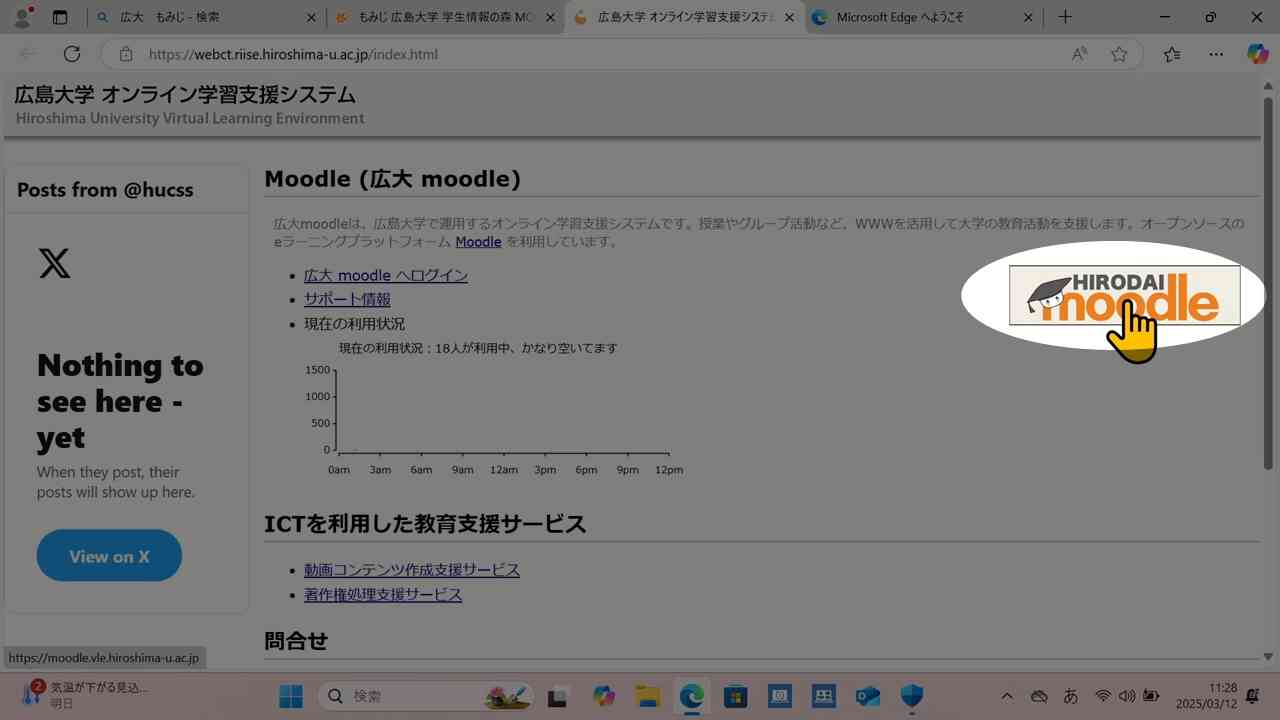 広大　もみじ - 検索
もみじ 広島大学 学生情報の森 MO
広島大学 オンライン学習支援システム
Microsoft Edge へようこそ
https://webct.riise.hiroshima-u.ac.jp/index.html
広島大学 オンライン学習支援システム
Hiroshima University Virtual Learning Environment
Posts from @hucss
Nothing to
see here -
yet
When they post, their
posts will show up here.
View on X
Moodle (広大 moodle)
広大moodleは、広島大学で運用するオンライン学習支援システムです。授業やグループ活動など、WWWを活用して大学の教育活動を支援します。オープンソースの
eラーニングプラットフォーム Moodle を利用しています。
広大 moodle へログイン
サポート情報
現在の利用状況
現在の利用状況：18人が利用中、かなり空いてます
1500
1000
500
0
0am 3am 6am 9am 12am 3pm 6pm 9pm 12pm
HIRODAI
moodle
ICTを利用した教育支援サービス
動画コンテンツ作成支援サービス
著作権処理支援サービス
問合せ
https://moodle.vle.hiroshima-u.ac.jp
2
気温が下がる見込...
明日
検索
あ
11:28
2025/03/12